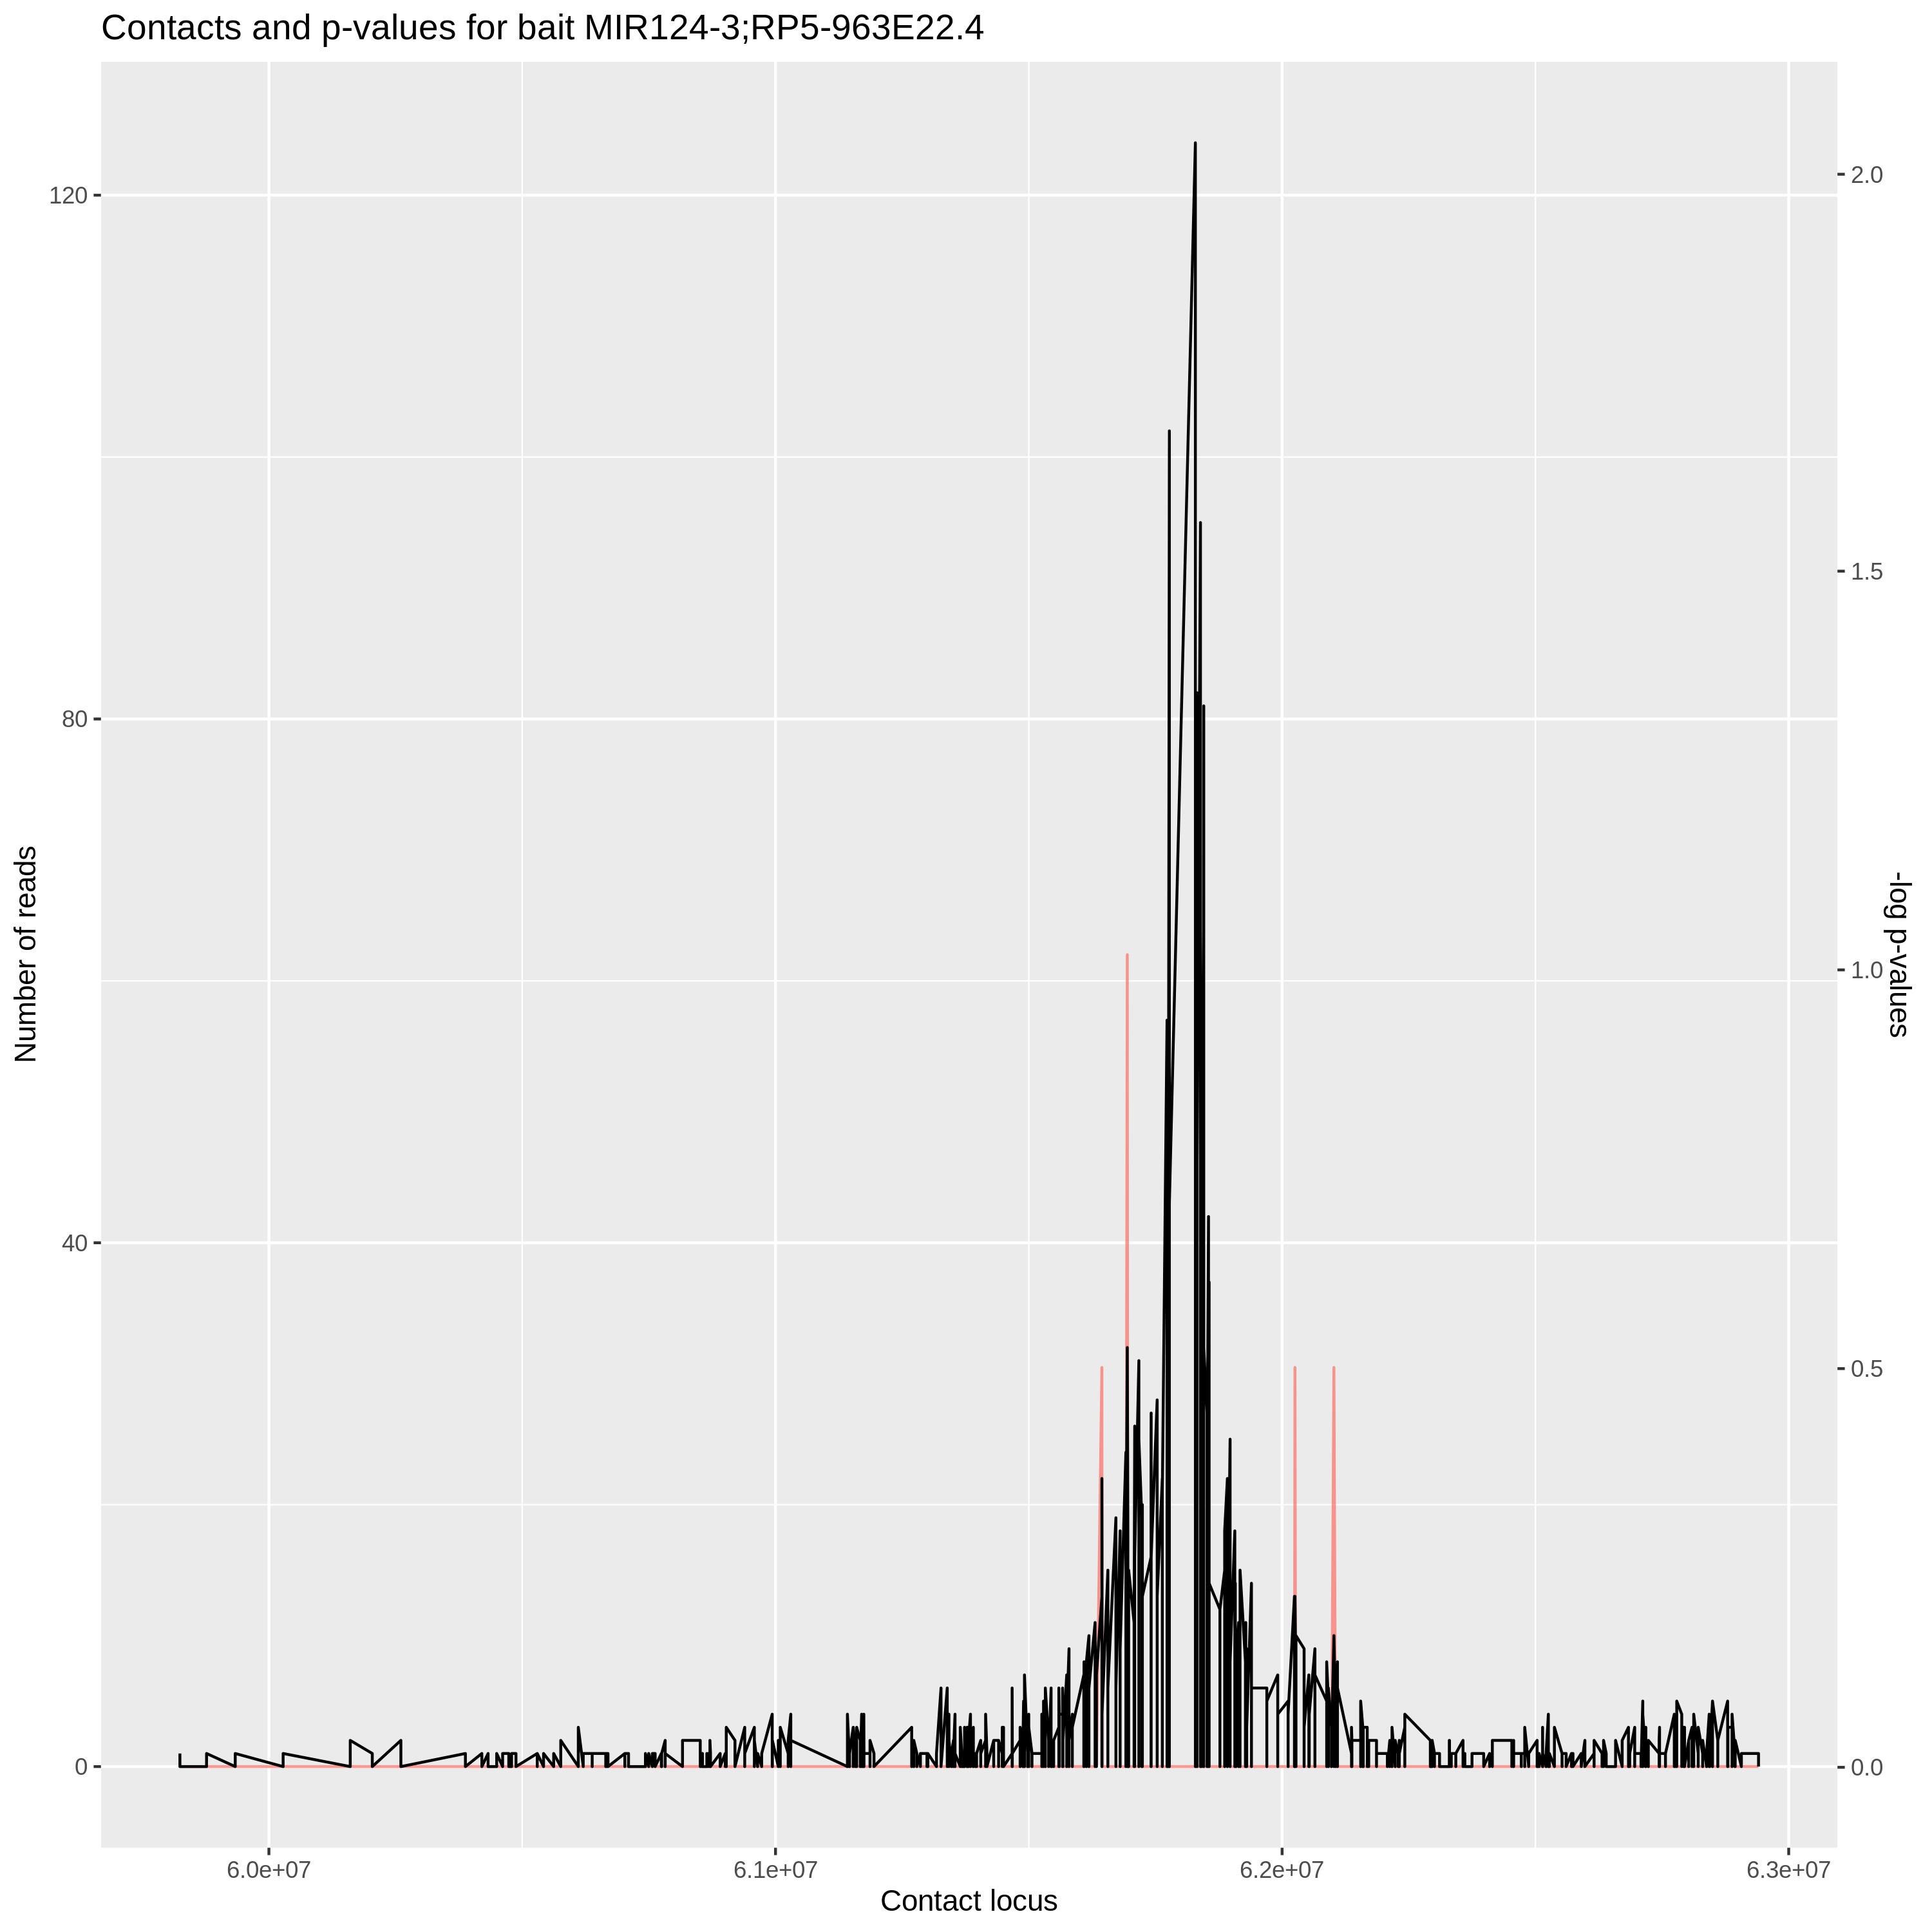 Contacts and p-values for bait MIR124-3;RP5-963E22.4
120
80
40
0
Number of reads
2.0
1.5
1.0
0.5
0.0
-log p-values
6.0e+07
6.1e+07
6.2e+07
6.3e+07
Contact locus